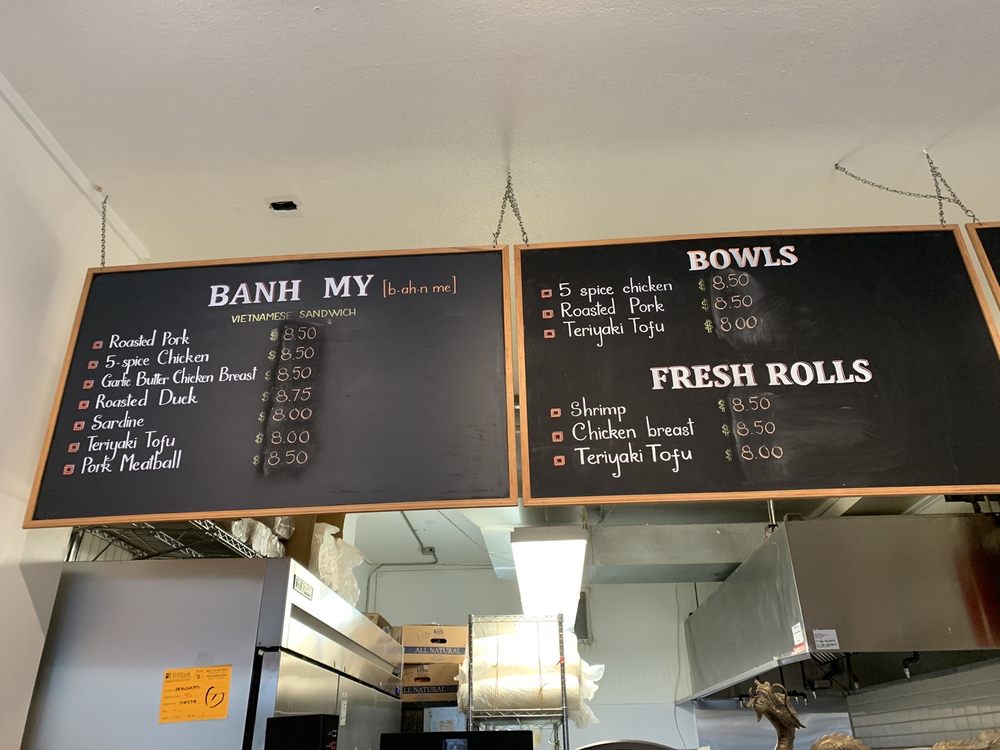 BANH MY [b-ah-n me]
VIETNAMESE SANDWICH
Roasted Pork $ 8.50
5-spice Chicken $ 8.50
Garlic Butter Chicken Breast $ 8.50
Roasted Duck $ 8.75
Sardine $ 8.00
Teriyaki Tofu $ 8.00
Pork Meatball $ 8.50
BOWLS
5 spice chicken $ 8.50
Roasted Pork $ 8.50
Teriyaki Tofu $ 8.00
FRESH ROLLS
Shrimp $ 8.50
Chicken breast $ 8.50
Teriyaki Tofu $ 8.00
ALL NATURAL
ALL NATURAL
TriMark